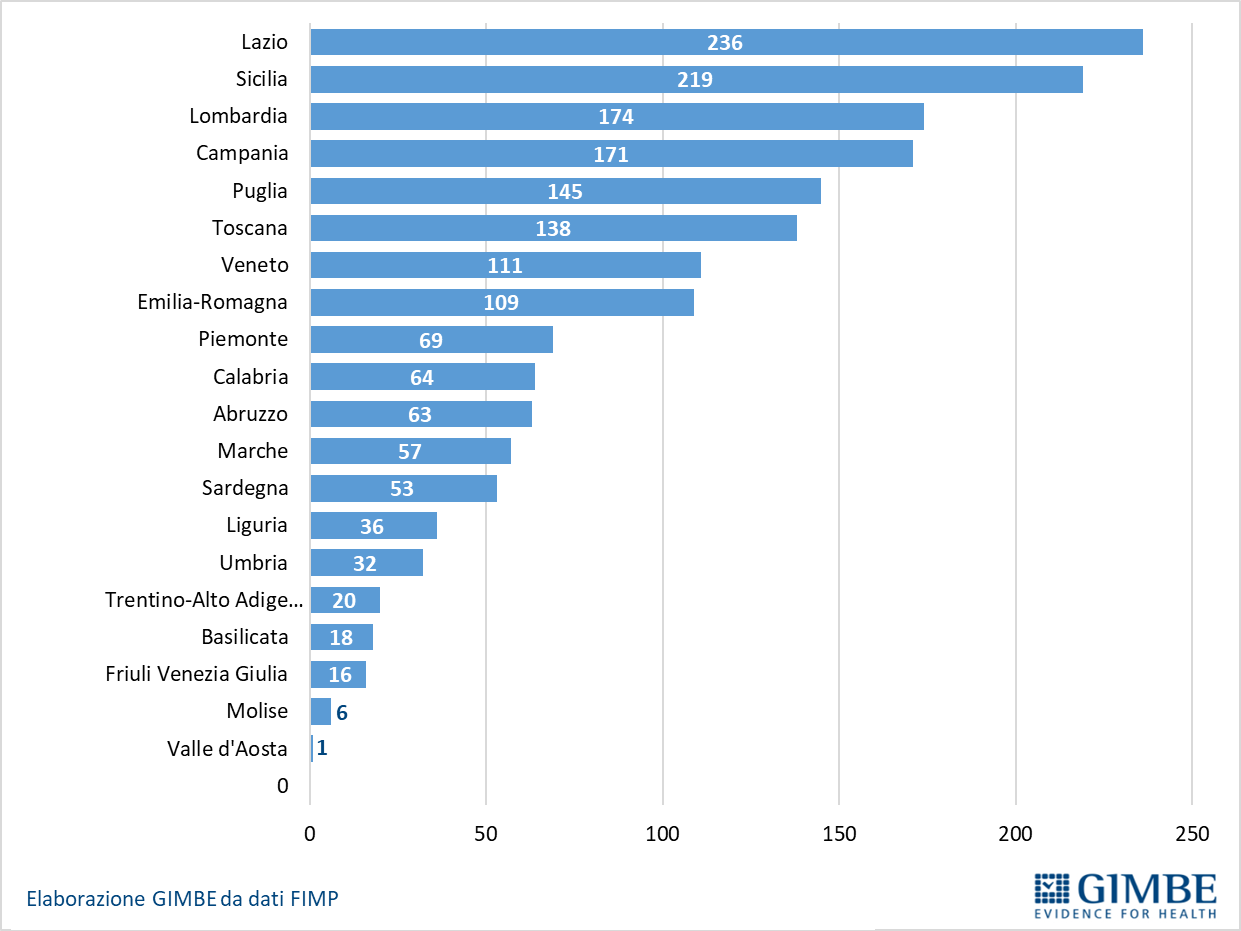 Lazio 236
Sicilia 219
Lombardia 174
Campania 171
Puglia 145
Toscana 138
Veneto 111
Emilia-Romagna 109
Piemonte 69
Calabria 64
Abruzzo 63
Marche 57
Sardegna 53
Liguria 36
Umbria 32
Trentino-Alto Adige... 20
Basilicata 18
Friuli Venezia Giulia 16
Molise 6
Valle d'Aosta 1
0
0 50 100 150 200 250
Elaborazione GIMBE da dati FIMP
GIMBE
EVIDENCE FOR HEALTH